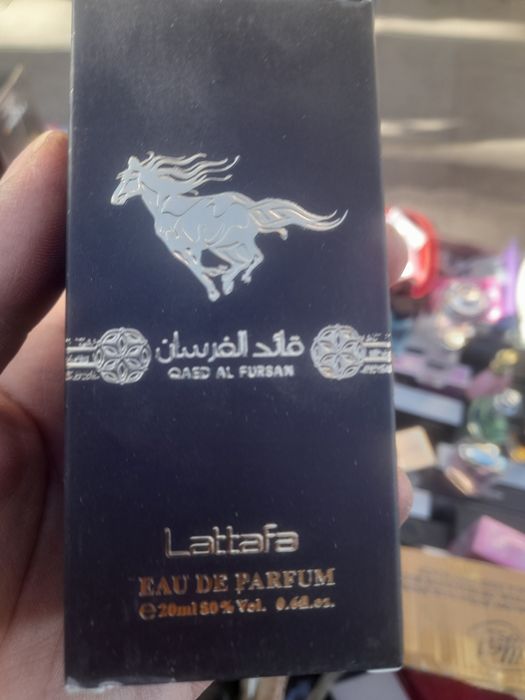 قائد الفرسان
QAED AL FURSAN
Lattafa
EAU DE PARFUM
℮20ml 80% Vol. 0.6fl.oz.